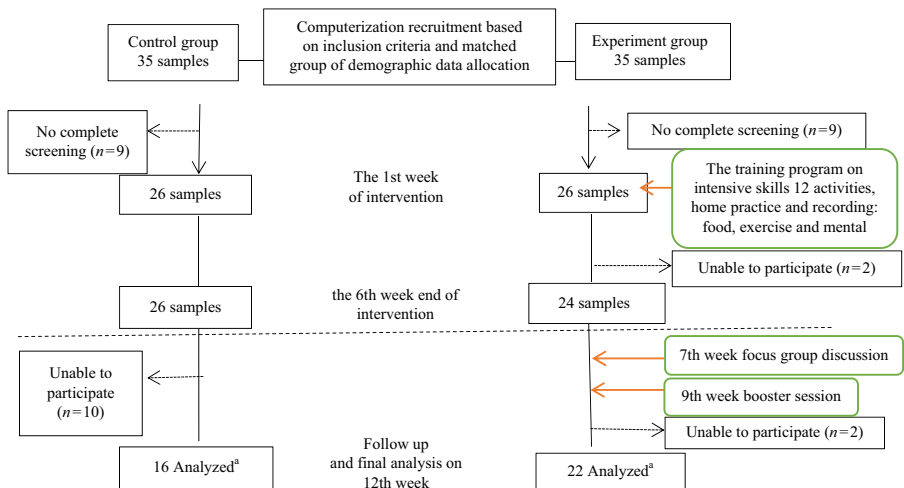 Control group
35 samples
Computerization recruitment based
on inclusion criteria and matched
group of demographic data allocation
Experiment group
35 samples
No complete
screening (n=9)
No complete screening (n=9)
The 1st week
of intervention
26 samples
26 samples
The training program on
intensive skills 12 activities,
home practice and recording:
food, exercise and mental
Unable to participate (n=2)
26 samples
the 6th week end of
intervention
24 samples
Unable to
participate
(n=10)
7th week focus group discussion
9th week booster session
Unable to participate (n=2)
16 Analyzedᵃ
Follow up
and final analysis on
12th week
22 Analyzedᵃ